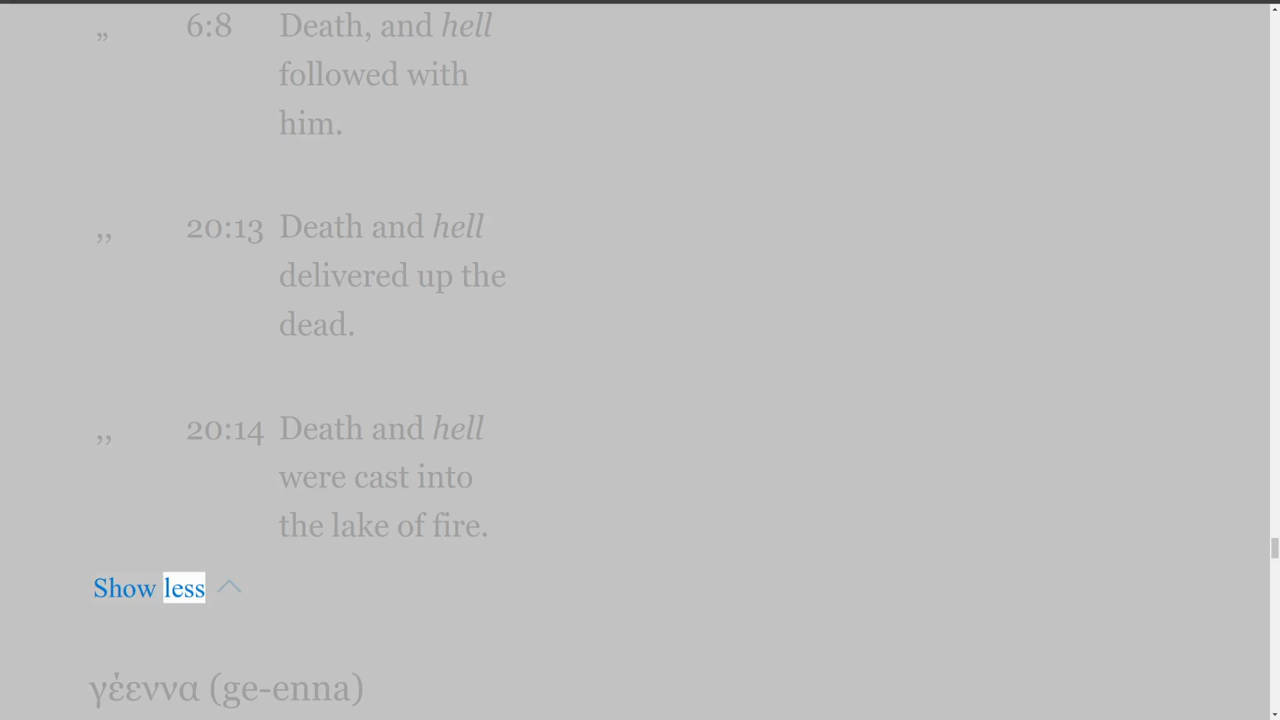 „ 6:8 Death, and hell
followed with
him.
,, 20:13 Death and hell
delivered up the
dead.
,, 20:14 Death and hell
were cast into
the lake of fire.
Show less
γέεννα (ge-enna)